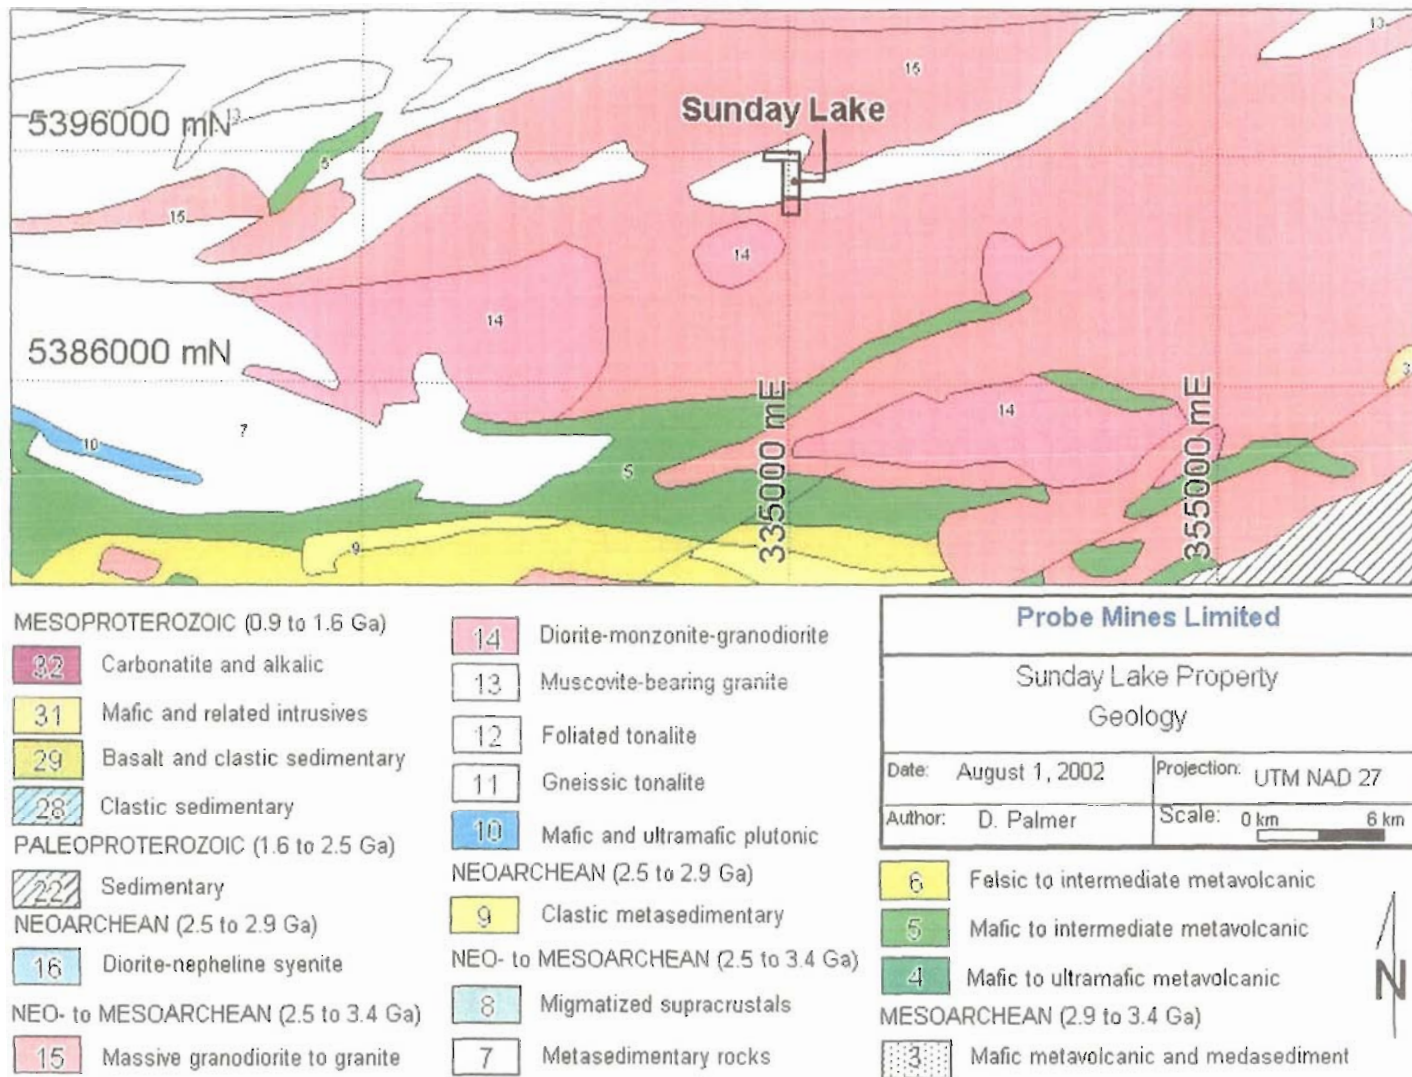 13
15
Sunday Lake
5396000 mN
13
5
15
14
14
5386000 mN
3
14
7
10
5
335000 mE
355000 mE
9
MESOPROTEROZOIC (0.9 to 1.6 Ga)
32 Carbonatite and alkalic
31 Mafic and related intrusives
29 Basalt and clastic sedimentary
28 Clastic sedimentary
PALEOPROTEROZOIC (1.6 to 2.5 Ga)
22 Sedimentary
NEOARCHEAN (2.5 to 2.9 Ga)
16 Diorite-nepheline syenite
NEO- to MESOARCHEAN (2.5 to 3.4 Ga)
15 Massive granodiorite to granite
14 Diorite-monzonite-granodiorite
13 Muscovite-bearing granite
12 Foliated tonalite
11 Gneissic tonalite
10 Mafic and ultramafic plutonic
NEOARCHEAN (2.5 to 2.9 Ga)
9 Clastic metasedimentary
NEO- to MESOARCHEAN (2.5 to 3.4 Ga)
8 Migmatized supracrustals
7 Metasedimentary rocks
Probe Mines Limited
Sunday Lake Property
Geology
Date: August 1, 2002
Projection: UTM NAD 27
Author: D. Palmer
Scale: 0 km 6 km
6 Felsic to intermediate metavolcanic
5 Mafic to intermediate metavolcanic
4 Mafic to ultramafic metavolcanic
MESOARCHEAN (2.9 to 3.4 Ga)
3 Mafic metavolcanic and medasediment
N